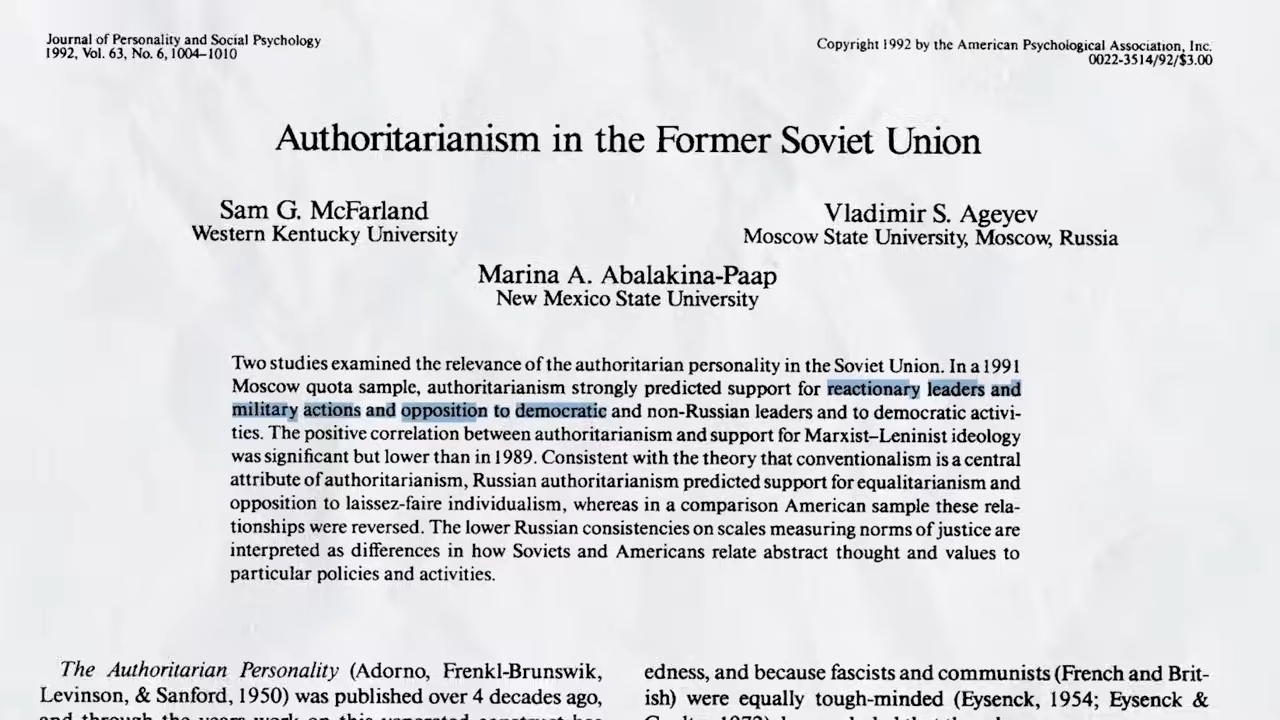 Journal of Personality and Social Psychology
1992, Vol. 63, No. 6, 1004–1010
Copyright 1992 by the American Psychological Association, Inc.
0022-3514/92/$3.00
Authoritarianism in the Former Soviet Union
Sam G. McFarland
Western Kentucky University
Vladimir S. Ageyev
Moscow State University, Moscow, Russia
Marina A. Abalakina-Paap
New Mexico State University
Two studies examined the relevance of the authoritarian personality in the Soviet Union. In a 1991
Moscow quota sample, authoritarianism strongly predicted support for reactionary leaders and
military actions and opposition to democratic and non-Russian leaders and to democratic activi-
ties. The positive correlation between authoritarianism and support for Marxist–Leninist ideology
was significant but lower than in 1989. Consistent with the theory that conventionalism is a central
attribute of authoritarianism, Russian authoritarianism predicted support for equalitarianism and
opposition to laissez-faire individualism, whereas in a comparison American sample these rela-
tionships were reversed. The lower Russian consistencies on scales measuring norms of justice are
interpreted as differences in how Soviets and Americans relate abstract thought and values to
particular policies and activities.
The Authoritarian Personality (Adorno, Frenkl-Brunswik,
Levinson, & Sanford, 1950) was published over 4 decades ago,
edness, and because fascists and communists (French and Brit-
ish) were equally tough-minded (Eysenck, 1954; Eysenck &